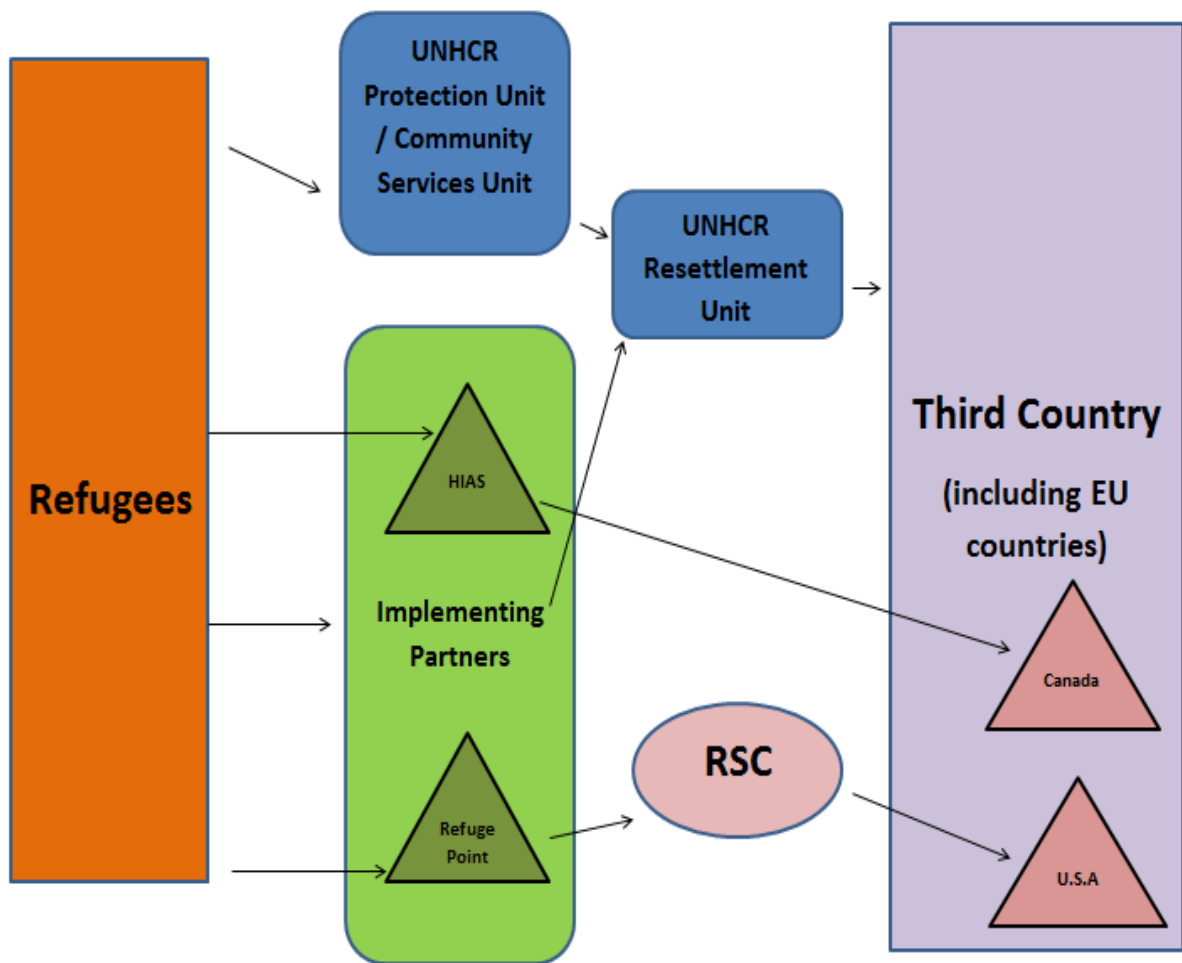 Refugees
UNHCR
Protection Unit
/ Community
Services Unit
UNHCR
Resettlement
Unit
HIAS
Implementing
Partners
Refuge
Point
RSC
Third Country
(including EU
countries)
Canada
U.S.A